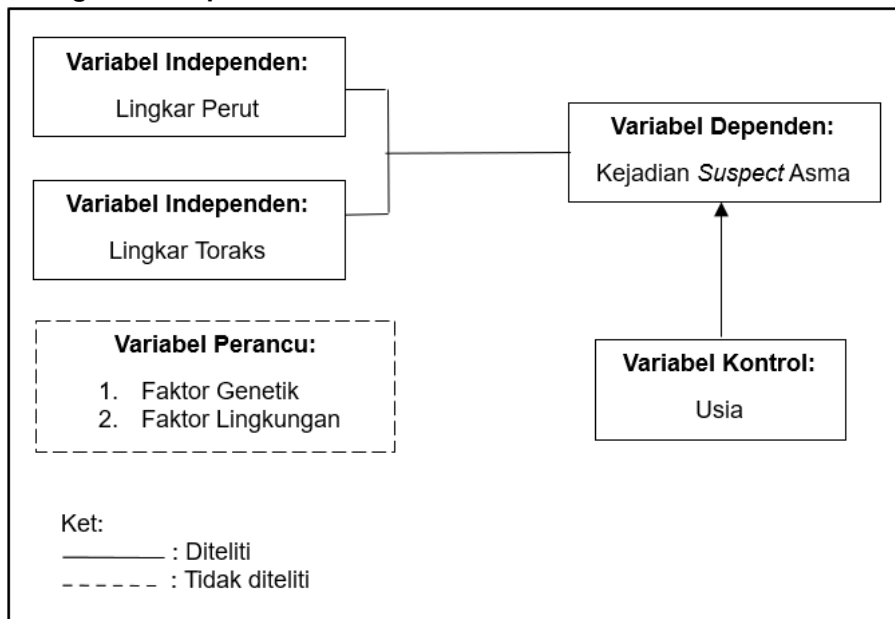 Variabel Independen:
Lingkar Perut
Variabel Dependen:
Kejadian Suspect Asma
Variabel Independen:
Lingkar Toraks
Variabel Perancu:
1. Faktor Genetik
2. Faktor Lingkungan
Variabel Kontrol:
Usia
Ket:
: Diteliti
: Tidak diteliti